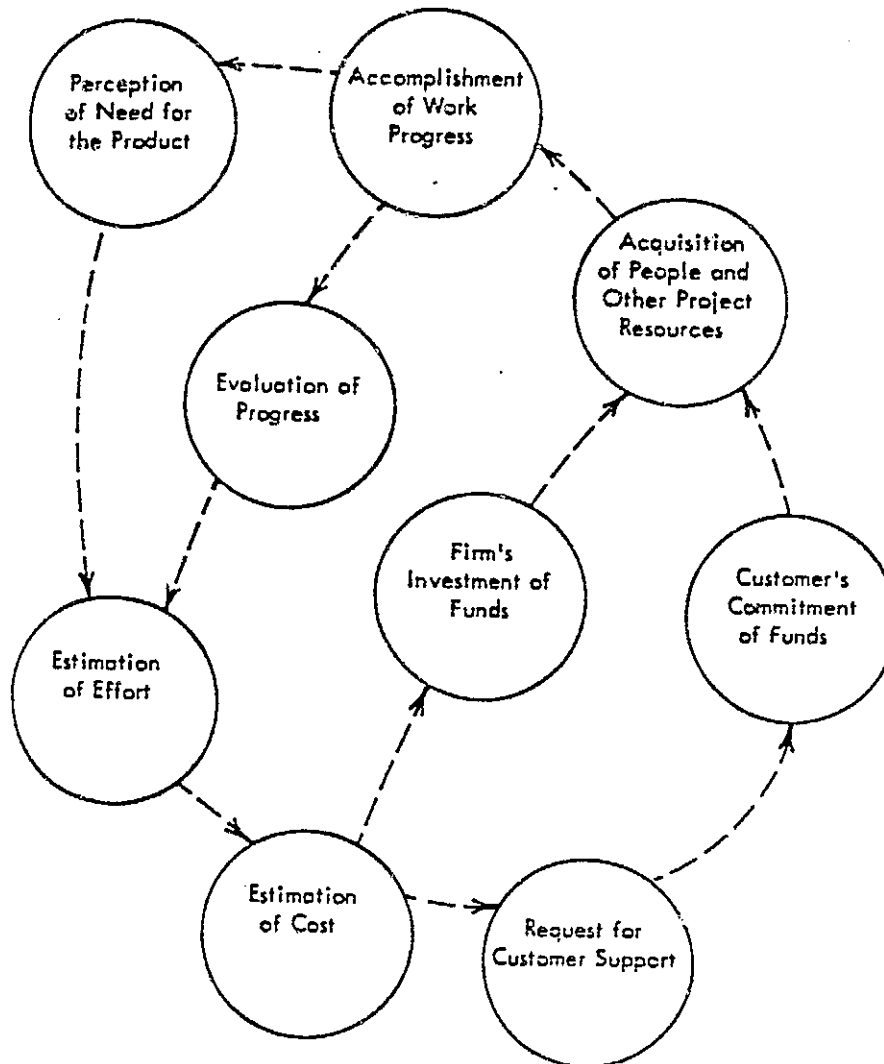 Perception
of Need for
the Product
Accomplishment
of Work
Progress
Acquisition
of People and
Other Project
Resources
Evaluation of
Progress
Firm's
Investment of
Funds
Customer's
Commitment
of Funds
Estimation
of Effort
Estimation
of Cost
Request for
Customer Support